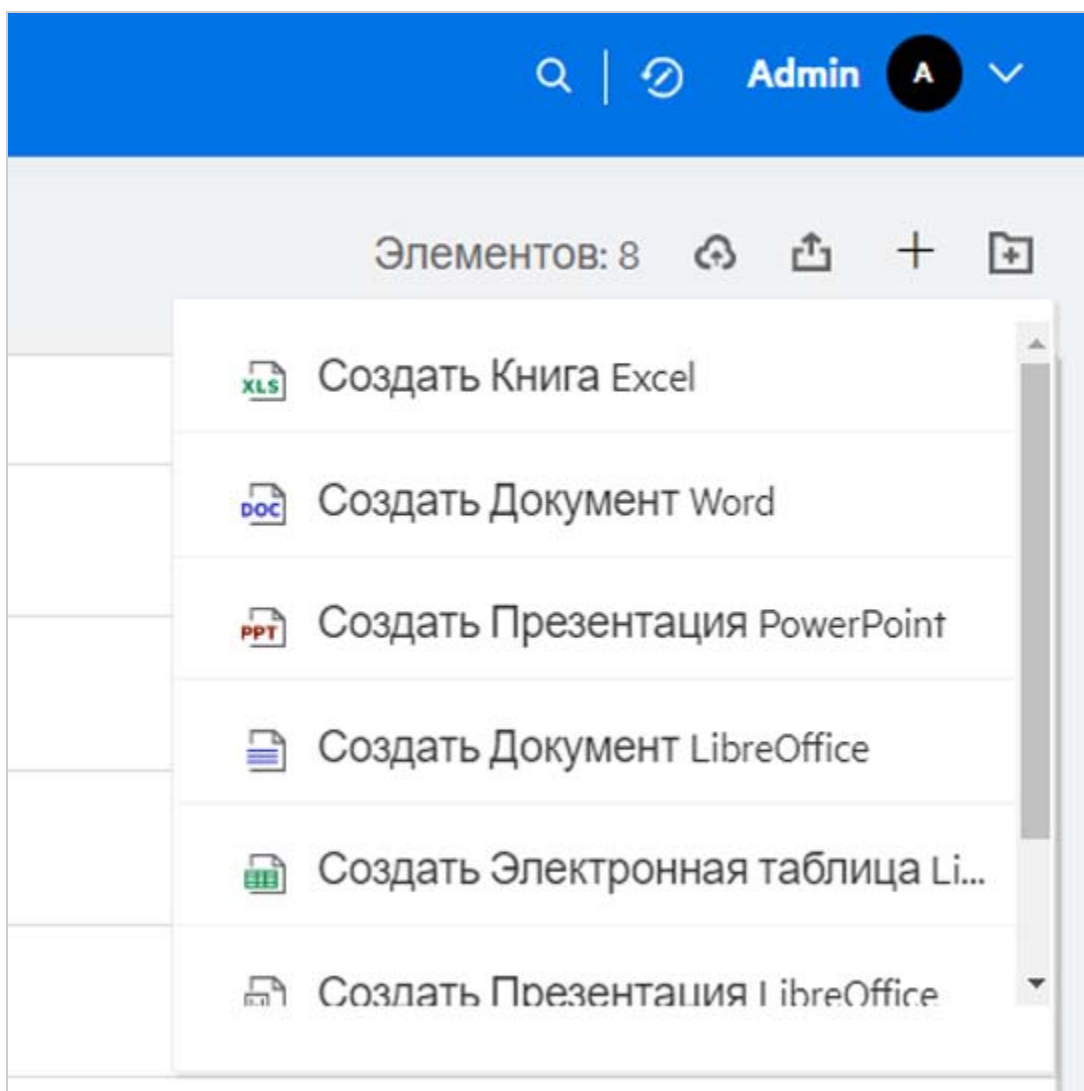 Admin A
Элементов: 8
XLS Создать Книга Excel
DOC Создать Документ Word
PPT Создать Презентация PowerPoint
Создать Документ LibreOffice
Создать Электронная таблица Li...
Создать Презентация LibreOffice